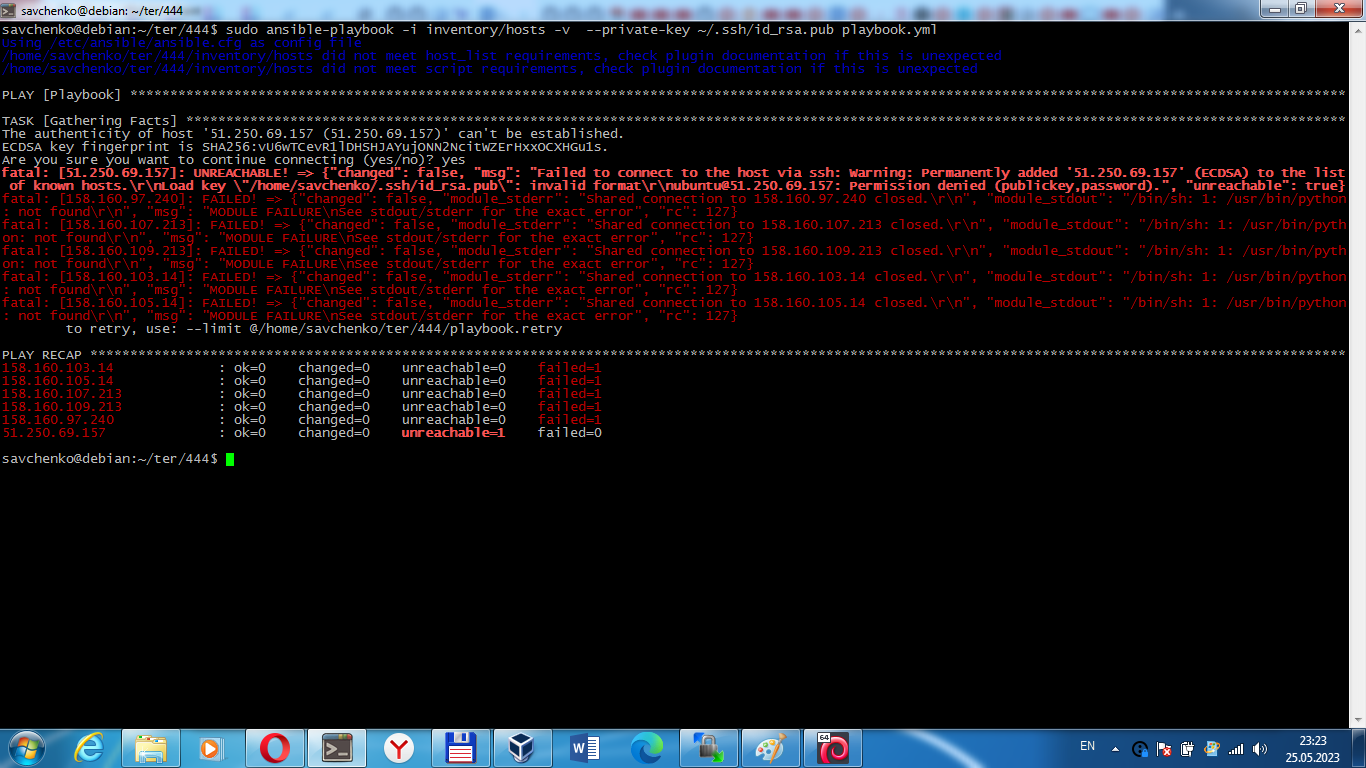 savchenko@debian: ~/ter/444
savchenko@debian:~/ter/444$ sudo ansible-playbook -i inventory/hosts -v  --private-key ~/.ssh/id_rsa.pub playbook.yml
Using /etc/ansible/ansible.cfg as config file
/home/savchenko/ter/444/inventory/hosts did not meet host_list requirements, check plugin documentation if this is unexpected
/home/savchenko/ter/444/inventory/hosts did not meet script requirements, check plugin documentation if this is unexpected
PLAY [Playbook] *********************************************************************************************************************************************************
TASK [Gathering Facts] **************************************************************************************************************************************************
The authenticity of host '51.250.69.157 (51.250.69.157)' can't be established.
ECDSA key fingerprint is SHA256:vU6wTCevR1lDHSHJAYujONN2NcitWZErHxxOCXHGu1s.
Are you sure you want to continue connecting (yes/no)? yes
fatal: [51.250.69.157]: UNREACHABLE! => {"changed": false, "msg": "Failed to connect to the host via ssh: Warning: Permanently added '51.250.69.157' (ECDSA) to the list
 of known hosts.\r\nLoad key \"/home/savchenko/.ssh/id_rsa.pub\": invalid format\r\nubuntu@51.250.69.157: Permission denied (publickey,password).", "unreachable": true}
fatal: [158.160.97.240]: FAILED! => {"changed": false, "module_stderr": "Shared connection to 158.160.97.240 closed.\r\n", "module_stdout": "/bin/sh: 1: /usr/bin/python
: not found\r\n", "msg": "MODULE FAILURE\nSee stdout/stderr for the exact error", "rc": 127}
fatal: [158.160.107.213]: FAILED! => {"changed": false, "module_stderr": "Shared connection to 158.160.107.213 closed.\r\n", "module_stdout": "/bin/sh: 1: /usr/bin/pyth
on: not found\r\n", "msg": "MODULE FAILURE\nSee stdout/stderr for the exact error", "rc": 127}
fatal: [158.160.109.213]: FAILED! => {"changed": false, "module_stderr": "Shared connection to 158.160.109.213 closed.\r\n", "module_stdout": "/bin/sh: 1: /usr/bin/pyth
on: not found\r\n", "msg": "MODULE FAILURE\nSee stdout/stderr for the exact error", "rc": 127}
fatal: [158.160.103.14]: FAILED! => {"changed": false, "module_stderr": "Shared connection to 158.160.103.14 closed.\r\n", "module_stdout": "/bin/sh: 1: /usr/bin/python
: not found\r\n", "msg": "MODULE FAILURE\nSee stdout/stderr for the exact error", "rc": 127}
fatal: [158.160.105.14]: FAILED! => {"changed": false, "module_stderr": "Shared connection to 158.160.105.14 closed.\r\n", "module_stdout": "/bin/sh: 1: /usr/bin/python
: not found\r\n", "msg": "MODULE FAILURE\nSee stdout/stderr for the exact error", "rc": 127}
        to retry, use: --limit @/home/savchenko/ter/444/playbook.retry
PLAY RECAP **************************************************************************************************************************************************************
158.160.103.14             : ok=0    changed=0    unreachable=0    failed=1
158.160.105.14             : ok=0    changed=0    unreachable=0    failed=1
158.160.107.213            : ok=0    changed=0    unreachable=0    failed=1
158.160.109.213            : ok=0    changed=0    unreachable=0    failed=1
158.160.97.240             : ok=0    changed=0    unreachable=0    failed=1
51.250.69.157              : ok=0    changed=0    unreachable=1    failed=0
savchenko@debian:~/ter/444$
64
EN
23:23
25.05.2023